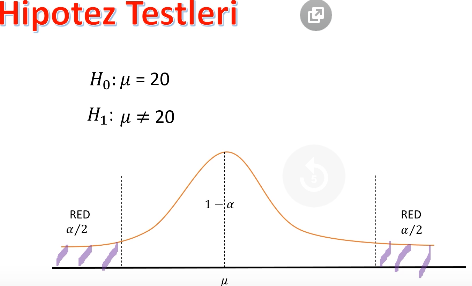 Hipotez Testleri
H₀: μ = 20
H₁: μ ≠ 20
1 − α
RED
α/2
RED
α/2
μ